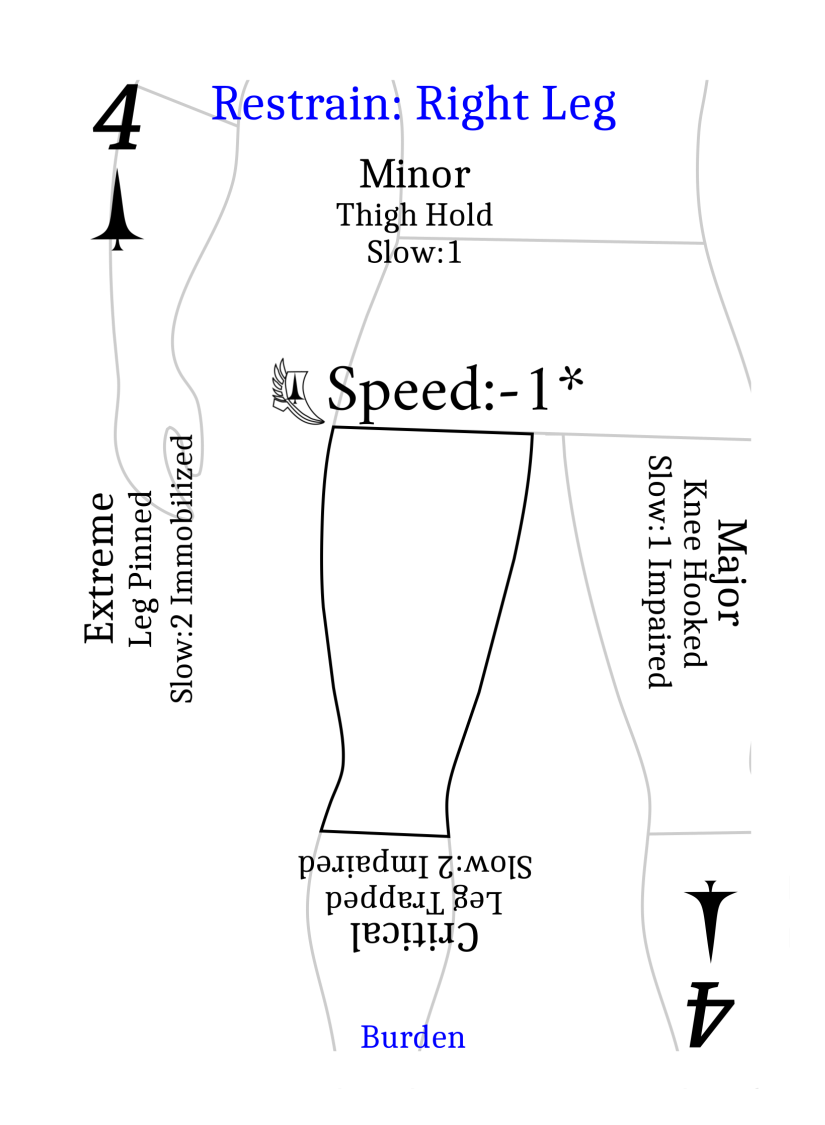 4
Restrain: Right Leg
Minor
Thigh Hold
Slow:1
Speed:-1*
Extreme
Leg Pinned
Slow:2 Immobilized
Major
Knee Hooked
Slow:1 Impaired
Critical
Leg Trapped
Slow:2 Impaired
4
Burden